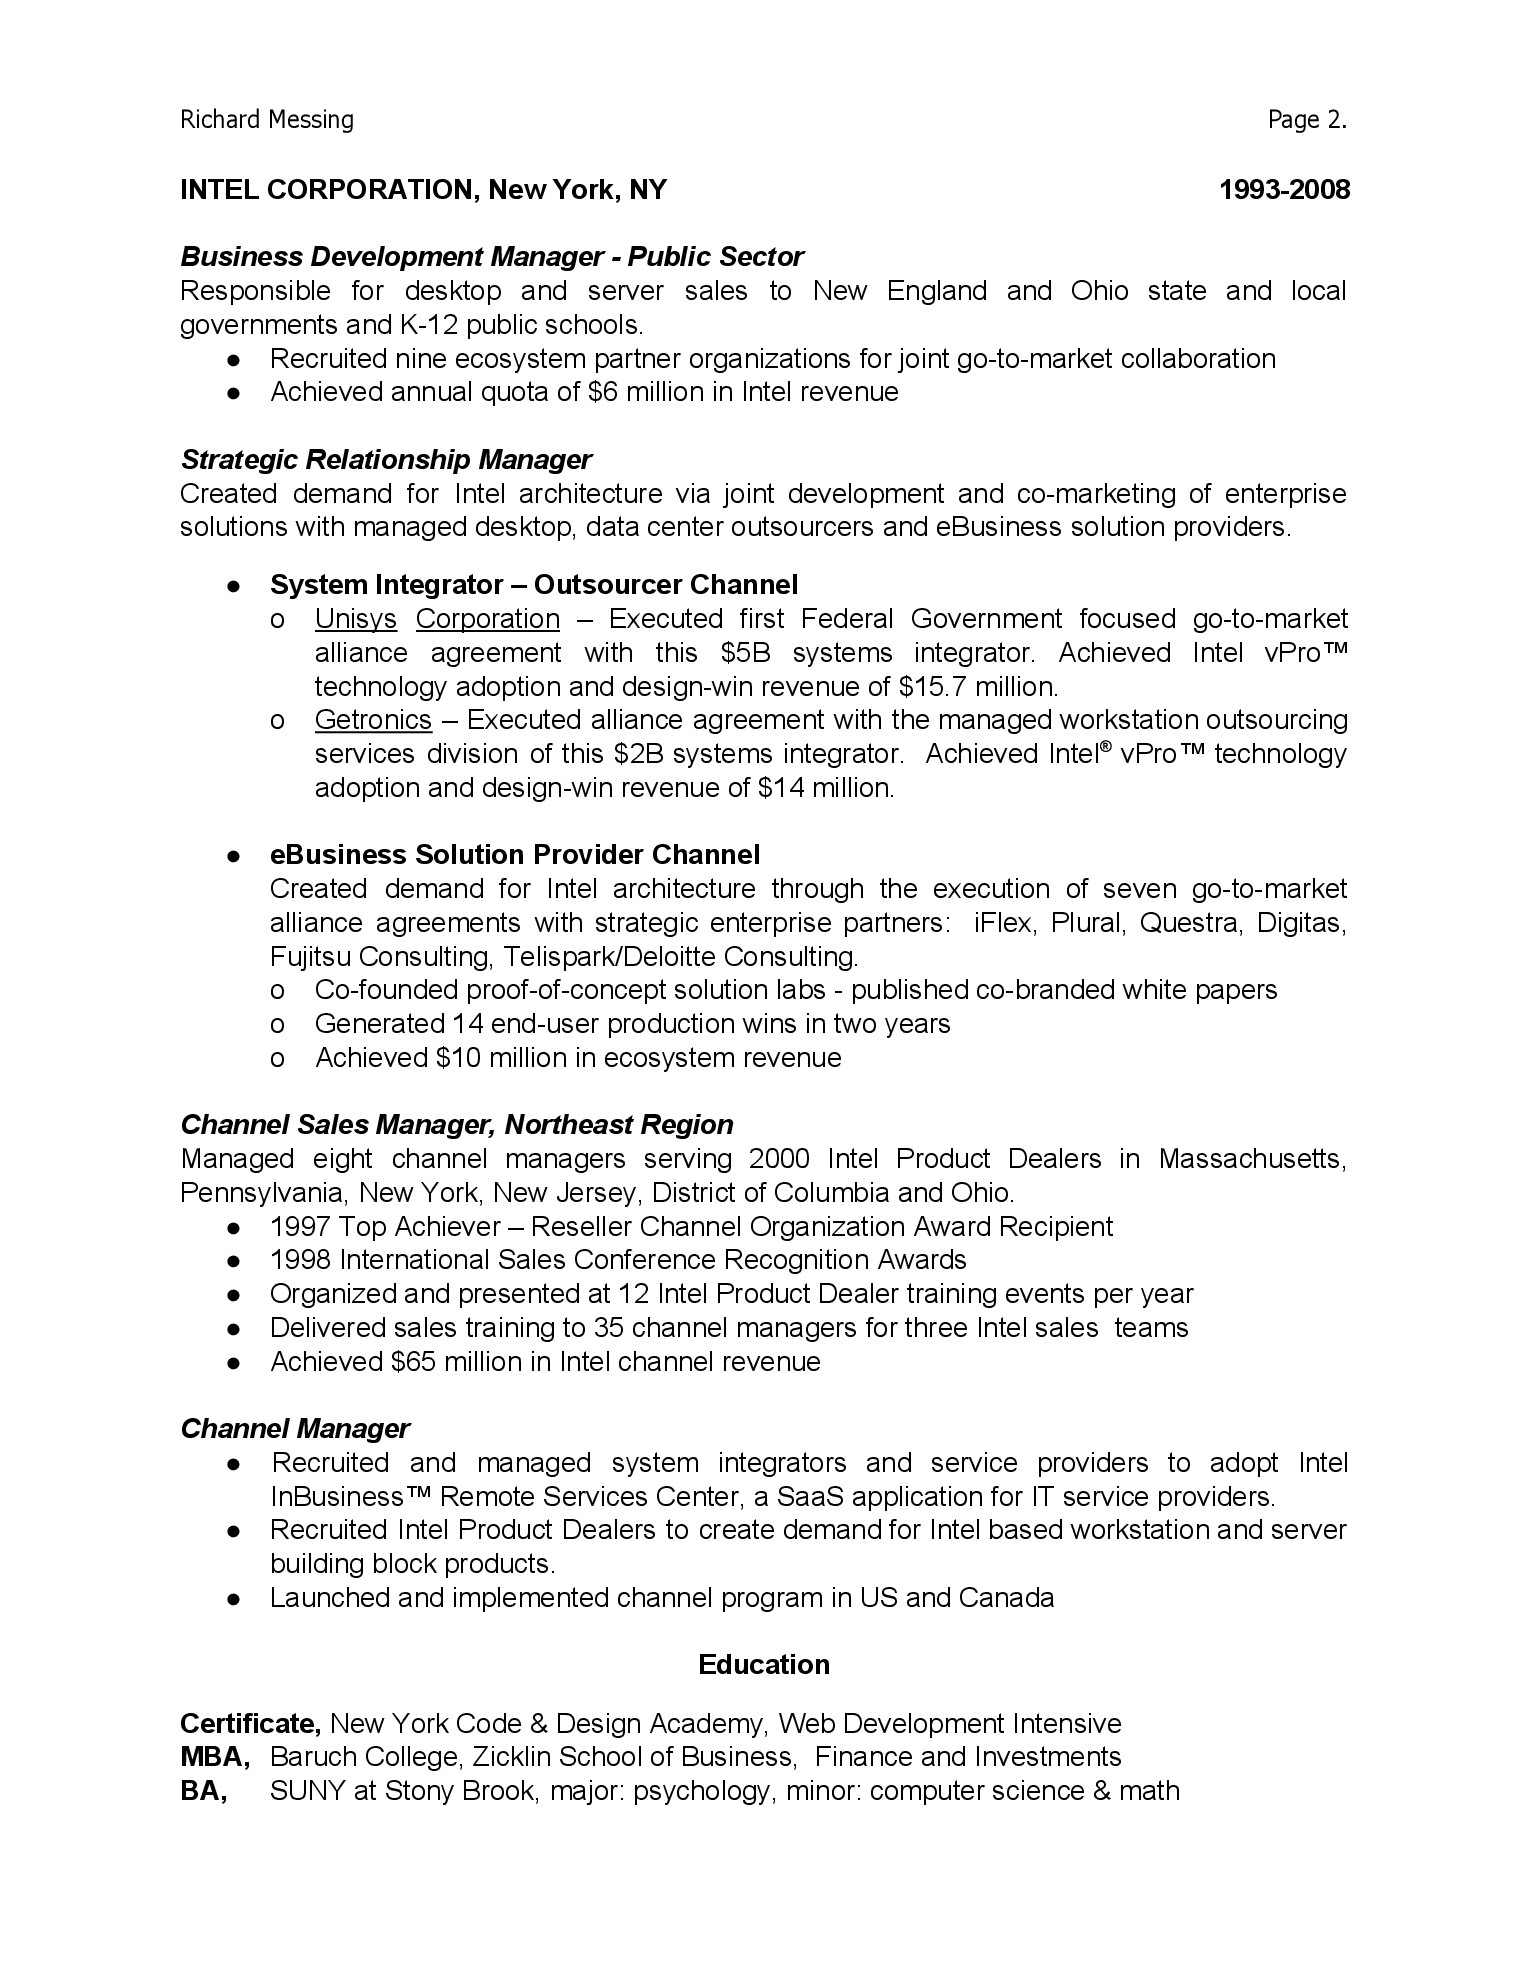 Richard Messing Page 2.
INTEL CORPORATION, New York, NY 1993-2008
Business Development Manager - Public Sector
Responsible for desktop and server sales to New England and Ohio state and local
governments and K-12 public schools.
● Recruited nine ecosystem partner organizations for joint go-to-market collaboration
● Achieved annual quota of $6 million in Intel revenue
Strategic Relationship Manager
Created demand for Intel architecture via joint development and co-marketing of enterprise
solutions with managed desktop, data center outsourcers and eBusiness solution providers.
● System Integrator – Outsourcer Channel
o Unisys Corporation – Executed first Federal Government focused go-to-market
alliance agreement with this $5B systems integrator. Achieved Intel vPro™
technology adoption and design-win revenue of $15.7 million.
o Getronics – Executed alliance agreement with the managed workstation outsourcing
services division of this $2B systems integrator. Achieved Intel® vPro™ technology
adoption and design-win revenue of $14 million.
● eBusiness Solution Provider Channel
Created demand for Intel architecture through the execution of seven go-to-market
alliance agreements with strategic enterprise partners: iFlex, Plural, Questra, Digitas,
Fujitsu Consulting, Telispark/Deloitte Consulting.
o Co-founded proof-of-concept solution labs - published co-branded white papers
o Generated 14 end-user production wins in two years
o Achieved $10 million in ecosystem revenue
Channel Sales Manager, Northeast Region
Managed eight channel managers serving 2000 Intel Product Dealers in Massachusetts,
Pennsylvania, New York, New Jersey, District of Columbia and Ohio.
● 1997 Top Achiever – Reseller Channel Organization Award Recipient
● 1998 International Sales Conference Recognition Awards
● Organized and presented at 12 Intel Product Dealer training events per year
● Delivered sales training to 35 channel managers for three Intel sales teams
● Achieved $65 million in Intel channel revenue
Channel Manager
● Recruited and managed system integrators and service providers to adopt Intel
InBusiness™ Remote Services Center, a SaaS application for IT service providers.
● Recruited Intel Product Dealers to create demand for Intel based workstation and server
building block products.
● Launched and implemented channel program in US and Canada
Education
Certificate, New York Code & Design Academy, Web Development Intensive
MBA, Baruch College, Zicklin School of Business, Finance and Investments
BA, SUNY at Stony Brook, major: psychology, minor: computer science & math